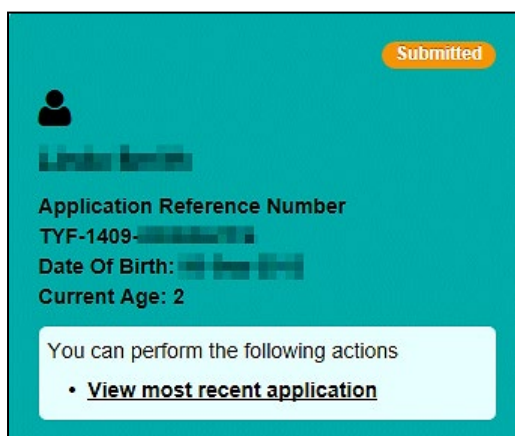 Submitted
Application Reference Number
TYF-1409-
Date Of Birth:
Current Age: 2
You can perform the following actions
• View most recent application